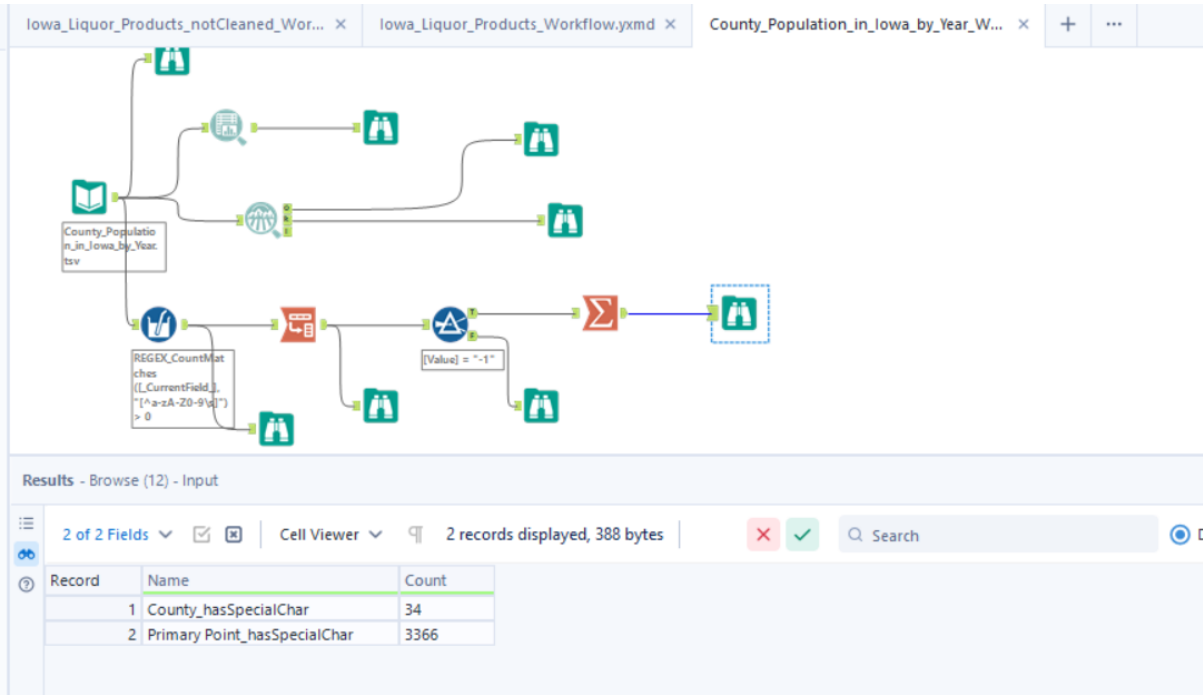 Iowa_Liquor_Products_notCleaned_Wor...
Iowa_Liquor_Products_Workflow.yxmd
County_Population_in_Iowa_by_Year_W...
County_Populatio
n_in_Iowa_by_Year.
tsv
O
R
I
REGEX_CountMat
ches
([_CurrentField_],
"[^a-zA-Z0-9\s]")
> 0
T
F
[Value] = "-1"
Results - Browse (12) - Input
2 of 2 Fields
Cell Viewer
2 records displayed, 388 bytes
Search
D
Record Name Count
1 County_hasSpecialChar 34
2 Primary Point_hasSpecialChar 3366